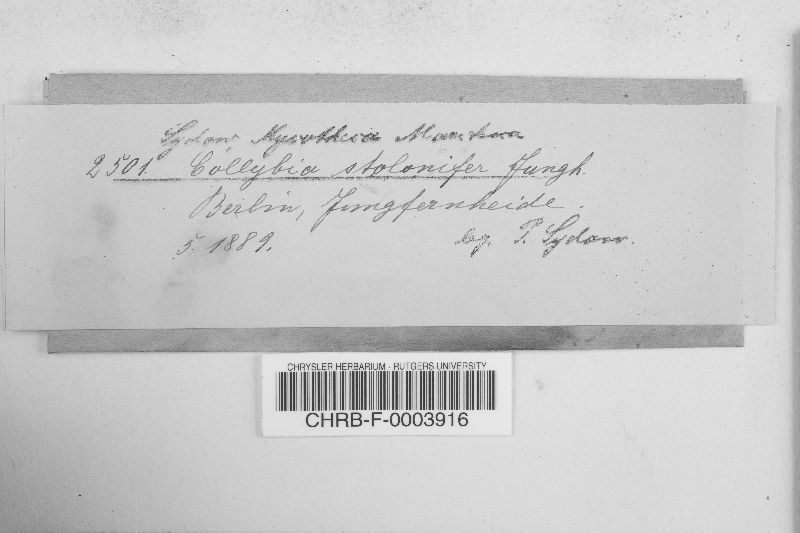 Sydow Mycotheca Marchica
2501. Collybia stolonifer Jungh.
Berlin, Jungfernheide.
5. 1889. leg. P. Sydow.
CHRYSLER HERBARIUM - RUTGERS UNIVERSITY
CHRB-F-0003916